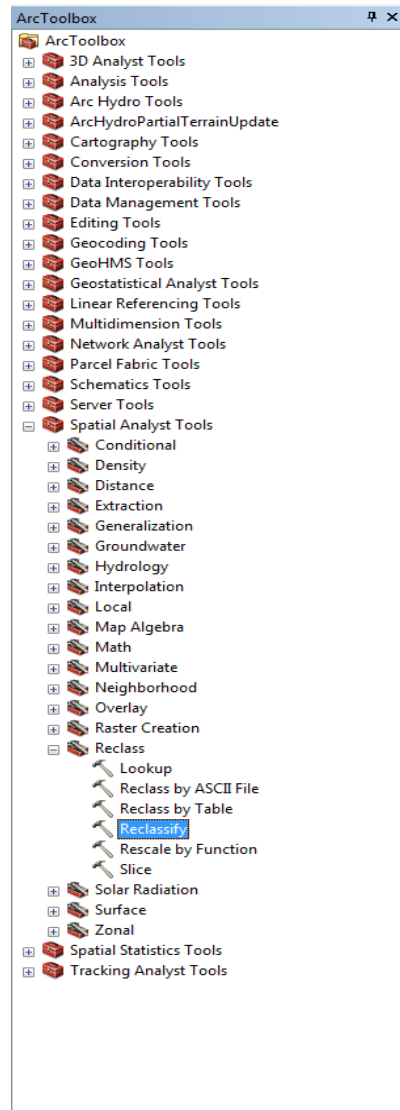 ArcToolbox
ArcToolbox
3D Analyst Tools
Analysis Tools
Arc Hydro Tools
ArcHydroPartialTerrainUpdate
Cartography Tools
Conversion Tools
Data Interoperability Tools
Data Management Tools
Editing Tools
Geocoding Tools
GeoHMS Tools
Geostatistical Analyst Tools
Linear Referencing Tools
Multidimension Tools
Network Analyst Tools
Parcel Fabric Tools
Schematics Tools
Server Tools
Spatial Analyst Tools
Conditional
Density
Distance
Extraction
Generalization
Groundwater
Hydrology
Interpolation
Local
Map Algebra
Math
Multivariate
Neighborhood
Overlay
Raster Creation
Reclass
Lookup
Reclass by ASCII File
Reclass by Table
Reclassify
Rescale by Function
Slice
Solar Radiation
Surface
Zonal
Spatial Statistics Tools
Tracking Analyst Tools